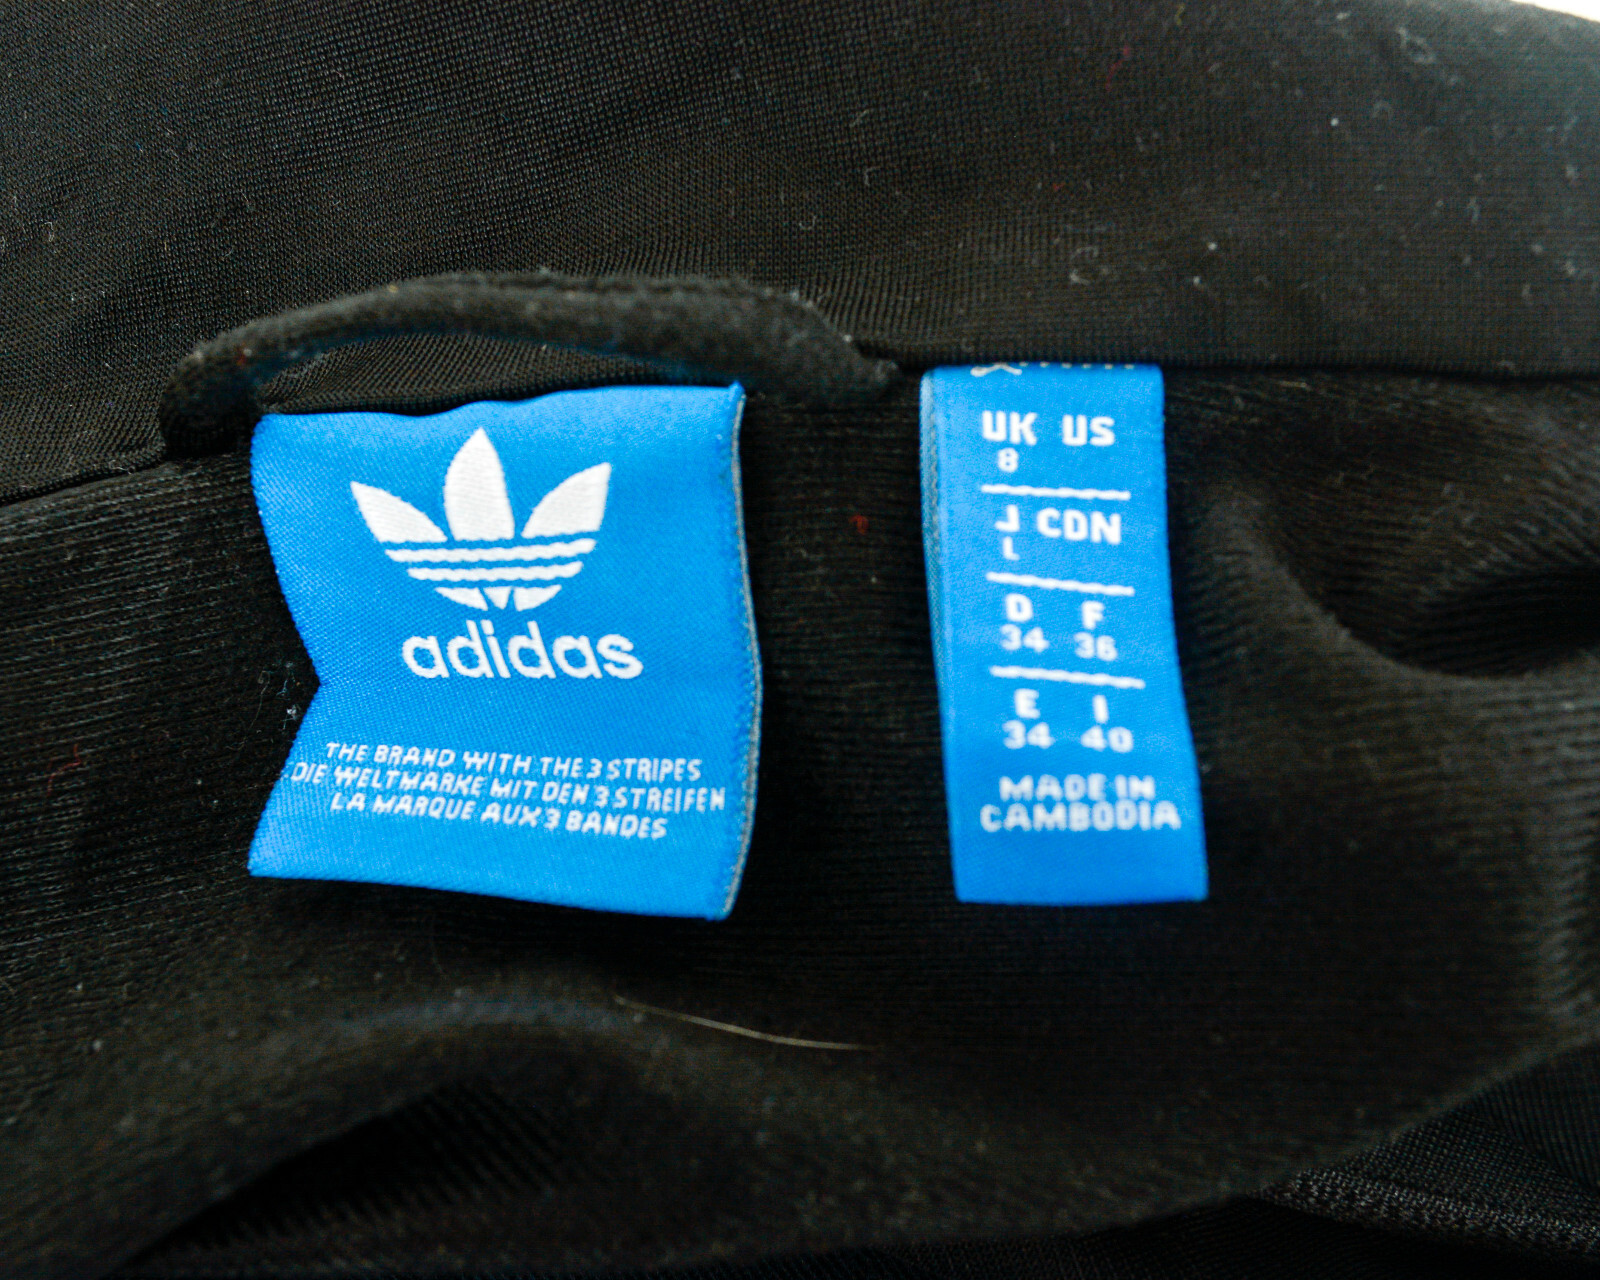 adidas
THE BRAND WITH THE 3 STRIPES
DIE WELTMARKE MIT DEN 3 STREIFEN
LA MARQUE AUX 3 BANDES
UK US
8
J CDN
L
D F
34 36
E I
34 40
MADE IN
CAMBODIA